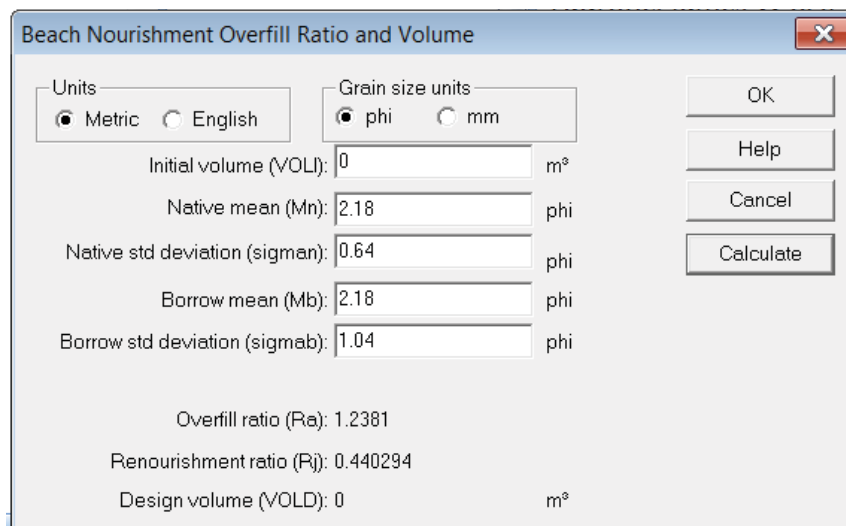 Beach Nourishment Overfill Ratio and Volume
Units
Metric English
Grain size units
phi mm
OK
Initial volume (VOLI): 0 m³
Help
Native mean (Mn): 2.18 phi
Cancel
Native std deviation (sigman): 0.64 phi
Calculate
Borrow mean (Mb): 2.18 phi
Borrow std deviation (sigmab): 1.04 phi
Overfill ratio (Ra): 1.2381
Renourishment ratio (Rj): 0.440294
Design volume (VOLD): 0 m³